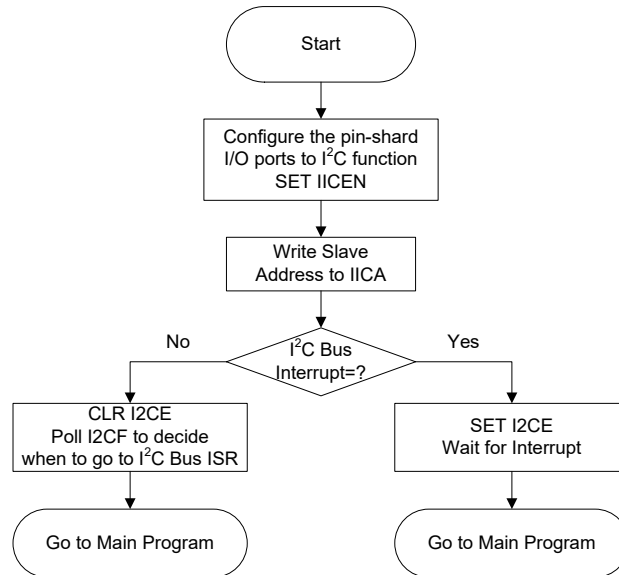 Start
Configure the pin-shard
I/O ports to I²C function
SET IICEN
Write Slave
Address to IICA
No
I²C Bus
Interrupt=?
Yes
CLR I2CE
Poll I2CF to decide
when to go to I²C Bus ISR
SET I2CE
Wait for Interrupt
Go to Main Program
Go to Main Program